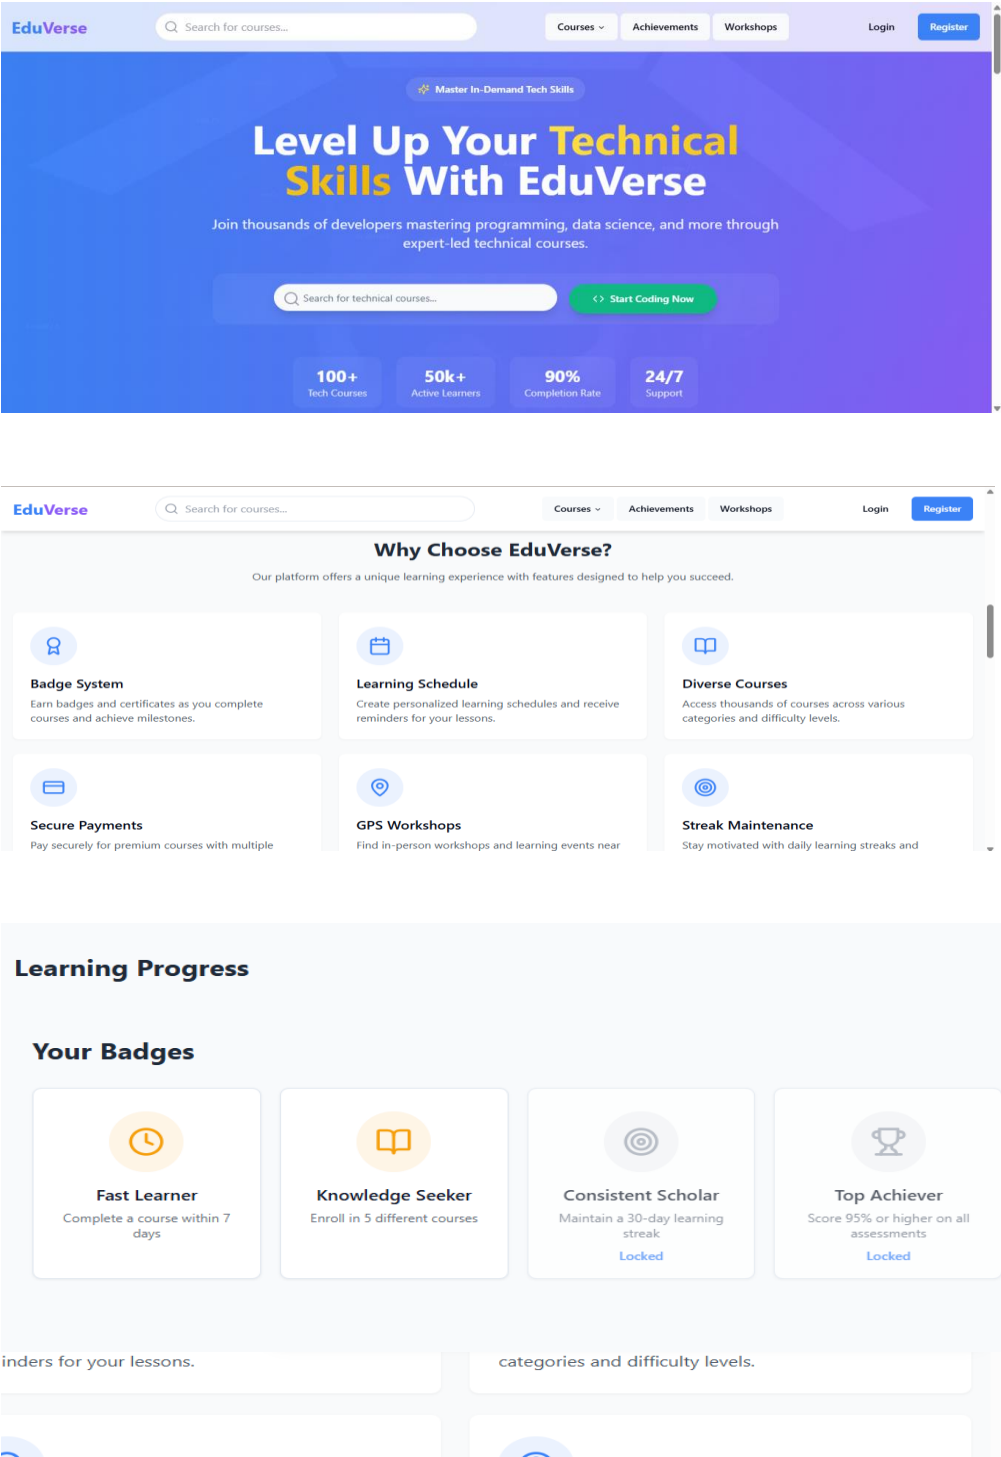 EduVerse
Search for courses...
Courses
Achievements
Workshops
Login
Register
Master In-Demand Tech Skills
Level Up Your Technical
Skills With EduVerse
Join thousands of developers mastering programming, data science, and more through
expert-led technical courses.
Search for technical courses...
<> Start Coding Now
100+
Tech Courses
50k+
Active Learners
90%
Completion Rate
24/7
Support
EduVerse
Search for courses...
Courses
Achievements
Workshops
Login
Register
Why Choose EduVerse?
Our platform offers a unique learning experience with features designed to help you succeed.
Badge System
Earn badges and certificates as you complete
courses and achieve milestones.
Learning Schedule
Create personalized learning schedules and receive
reminders for your lessons.
Diverse Courses
Access thousands of courses across various
categories and difficulty levels.
Secure Payments
Pay securely for premium courses with multiple
GPS Workshops
Find in-person workshops and learning events near
Streak Maintenance
Stay motivated with daily learning streaks and
Learning Progress
Your Badges
Fast Learner
Complete a course within 7
days
Knowledge Seeker
Enroll in 5 different courses
Consistent Scholar
Maintain a 30-day learning
streak
Locked
Top Achiever
Score 95% or higher on all
assessments
Locked
inders for your lessons.
categories and difficulty levels.